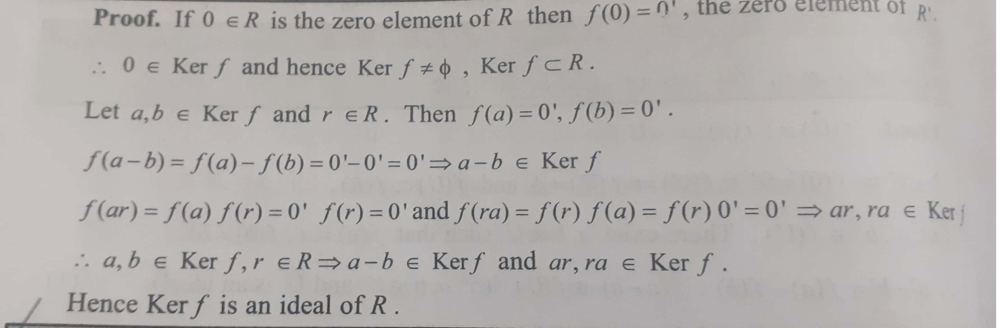 Proof. If 0 ∈ R is the zero element of R then f(0) = 0', the zero element of R'.
∴ 0 ∈ Ker f and hence Ker f ≠ ϕ , Ker f ⊂ R .
Let a,b ∈ Ker f and r ∈ R . Then f(a) = 0', f(b) = 0' .
f(a−b) = f(a)− f(b) = 0'−0' = 0' ⇒ a−b ∈ Ker f
f(ar) = f(a) f(r) = 0' f(r) = 0' and f(ra) = f(r) f(a) = f(r) 0' = 0' ⇒ ar, ra ∈ Ker f
∴ a,b ∈ Ker f, r ∈ R ⇒ a−b ∈ Ker f and ar, ra ∈ Ker f .
Hence Ker f is an ideal of R .